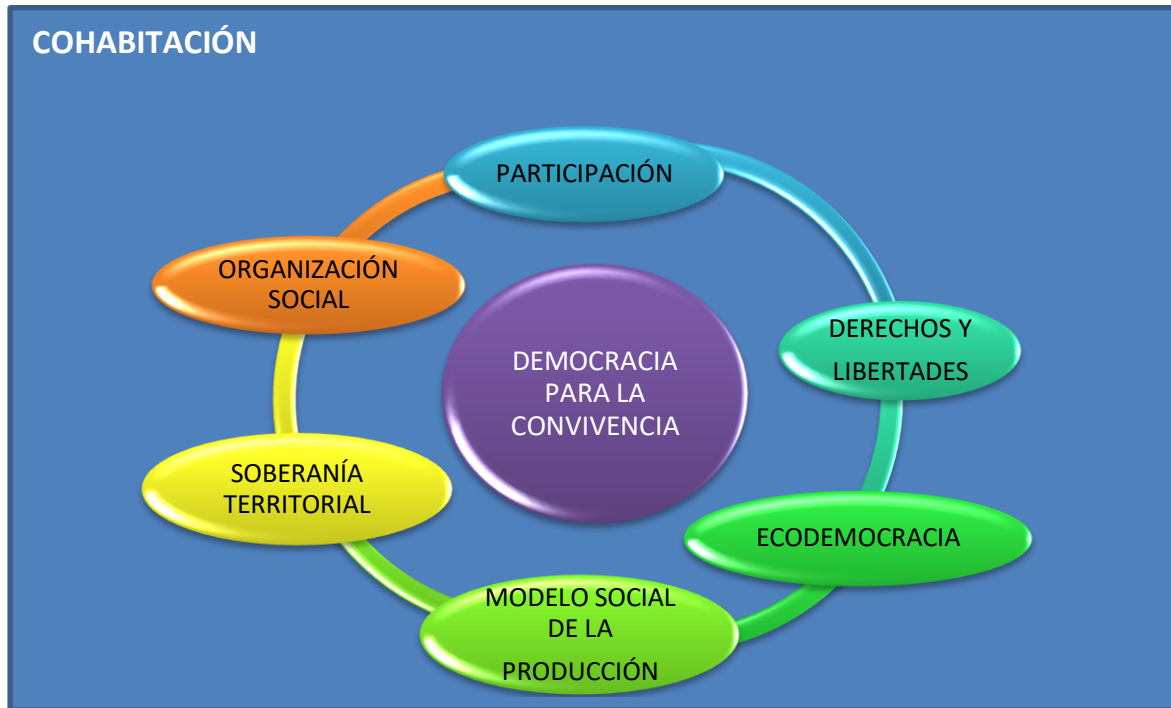 COHABITACIÓN
PARTICIPACIÓN
DERECHOS Y
LIBERTADES
ECODEMOCRACIA
MODELO SOCIAL
DE LA
PRODUCCIÓN
SOBERANÍA
TERRITORIAL
ORGANIZACIÓN
SOCIAL
DEMOCRACIA
PARA LA
CONVIVENCIA